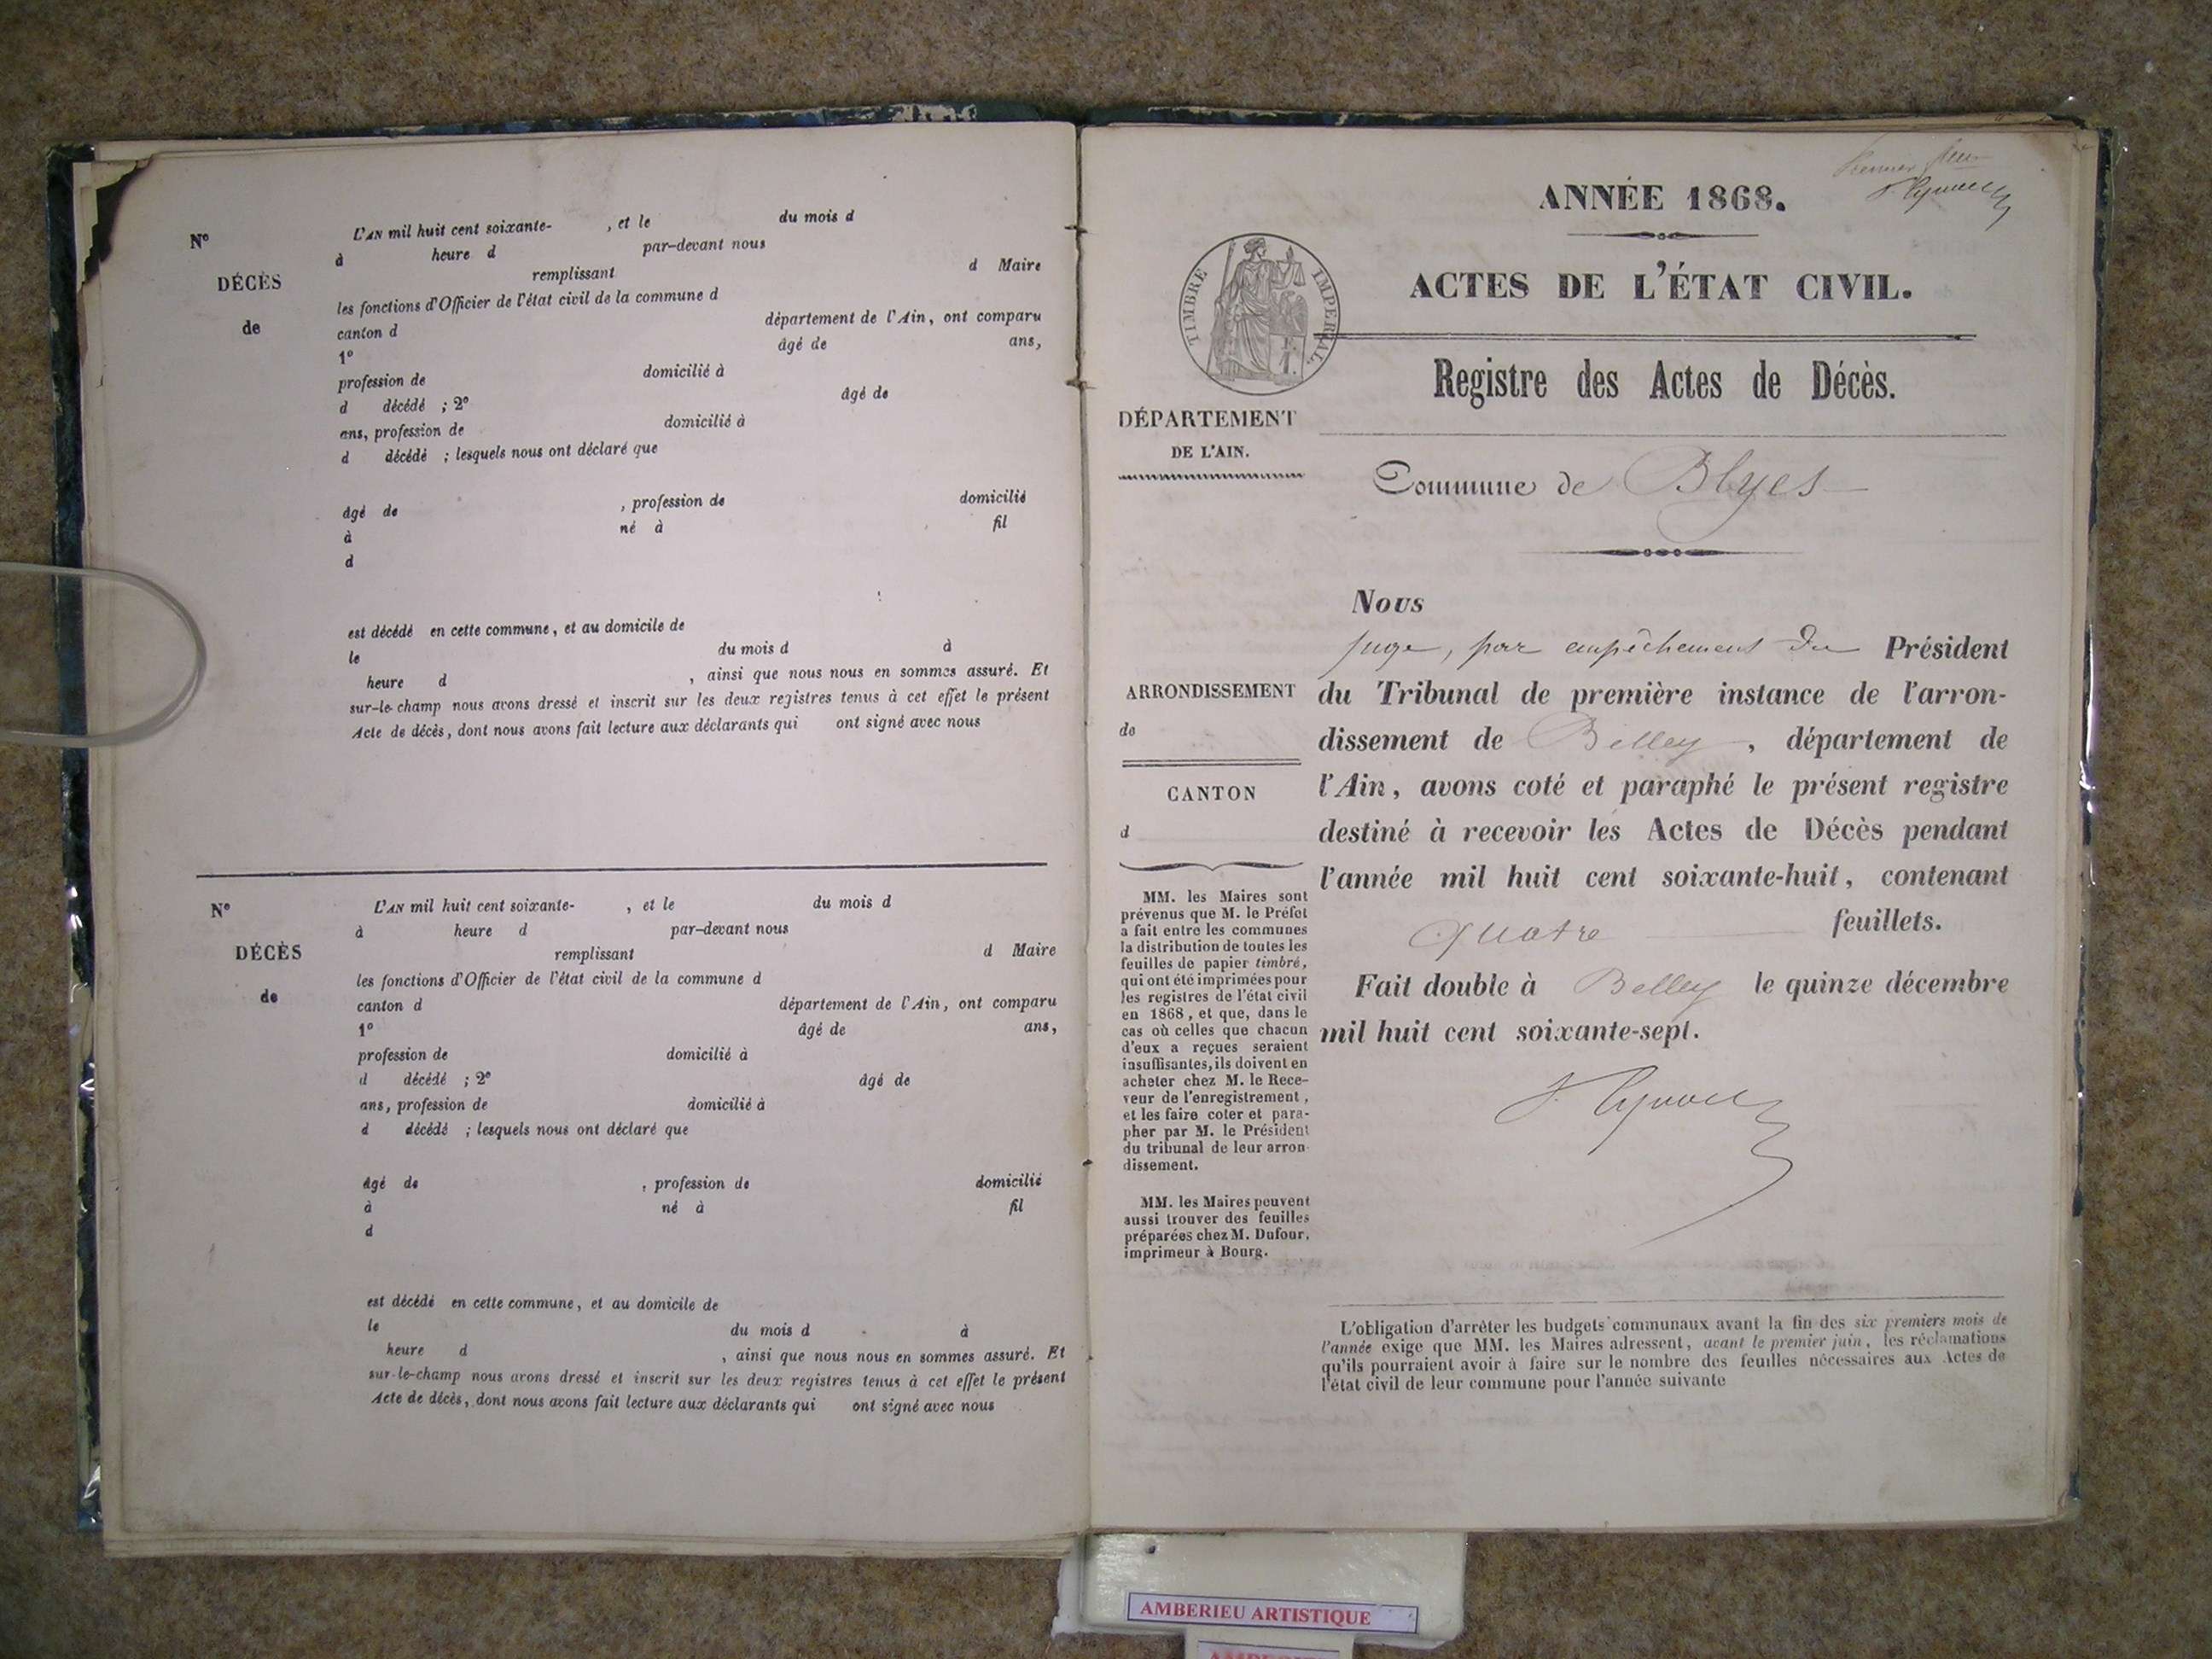 N° L'AN mil huit cent soixante- , et le du mois d
à heure d par-devant nous
DÉCÈS remplissant d Maire
les fonctions d'Officier de l'état civil de la commune d
de canton d département de l'Ain, ont comparu
1° âgé de ans,
profession de domicilié à
d décédé ; 2° âgé de
ans, profession de domicilié à
d décédé ; lesquels nous ont déclaré que
âgé de , profession de domicilié
à né à fil
d
est décédé en cette commune, et au domicile de
le du mois d à
heure d , ainsi que nous nous en sommes assuré. Et
sur-le-champ nous avons dressé et inscrit sur les deux registres tenus à cet effet le présent
Acte de décès, dont nous avons fait lecture aux déclarants qui ont signé avec nous
N° L'AN mil huit cent soixante- , et le du mois d
à heure d par-devant nous
DÉCÈS remplissant d Maire
les fonctions d'Officier de l'état civil de la commune d
de canton d département de l'Ain, ont comparu
1° âgé de ans,
profession de domicilié à
d décédé ; 2° âgé de
ans, profession de domicilié à
d décédé ; lesquels nous ont déclaré que
âgé de , profession de domicilié
à né à fil
d
est décédé en cette commune, et au domicile de
le du mois d à
heure d , ainsi que nous nous en sommes assuré. Et
sur-le-champ nous avons dressé et inscrit sur les deux registres tenus à cet effet le présent
Acte de décès, dont nous avons fait lecture aux déclarants qui ont signé avec nous
Premier
ANNÉE 1868.
ACTES DE L'ÉTAT CIVIL.
TIMBRE IMPERIAL.
Registre des Actes de Décès.
DÉPARTEMENT
DE L'AIN.
Commune de Blyes
Nous
juge, par empêchement du Président
du Tribunal de première instance de l'arron-
dissement de Belley, département de
l'Ain, avons coté et paraphé le présent registre
destiné à recevoir les Actes de Décès pendant
l'année mil huit cent soixante-huit, contenant
quatre feuillets.
Fait double à Belley le quinze décembre
mil huit cent soixante-sept.
ARRONDISSEMENT
de
CANTON
d
MM. les Maires sont
prévenus que M. le Préfet
a fait entre les communes
la distribution de toutes les
feuilles de papier timbré,
qui ont été imprimées pour
les registres de l'état civil
en 1868, et que, dans le
cas où celles que chacun
d'eux a reçues seraient
insuffisantes, ils doivent en
acheter chez M. le Rece-
veur de l'enregistrement,
et les faire coter et para-
pher par M. le Président
du tribunal de leur arron-
dissement.
MM. les Maires peuvent
aussi trouver des feuilles
préparées chez M. Dufour,
imprimeur à Bourg.
L'obligation d'arrêter les budgets communaux avant la fin des six premiers mois de
l'année exige que MM. les Maires adressent, avant le premier juin, les réclamations
qu'ils pourraient avoir à faire sur le nombre des feuilles nécessaires aux Actes de
l'état civil de leur commune pour l'année suivante
AMBERIEU ARTISTIQUE